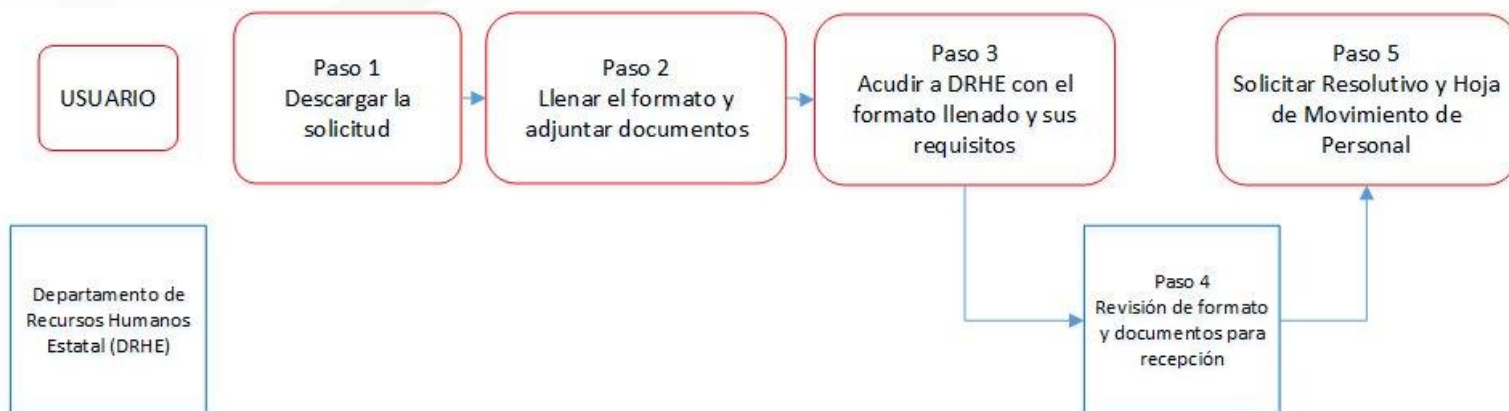 USUARIO
Paso 1
Descargar la
solicitud
Paso 2
Llenar el formato y
adjuntar documentos
Paso 3
Acudir a DRHE con el
formato llenado y sus
requisitos
Paso 5
Solicitar Resolutivo y Hoja
de Movimiento de
Personal
Departamento de
Recursos Humanos
Estatal (DRHE)
Paso 4
Revisión de formato
y documentos para
recepción